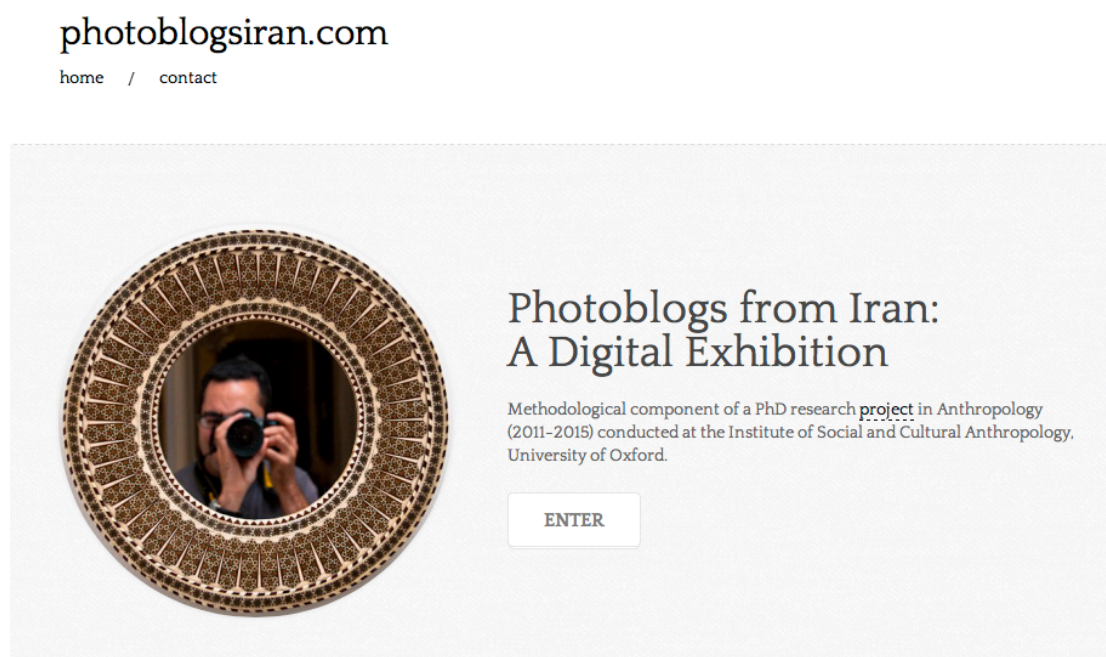 photoblogsiran.com
home / contact
Photoblogs from Iran:
A Digital Exhibition
Methodological component of a PhD research project in Anthropology
(2011-2015) conducted at the Institute of Social and Cultural Anthropology,
University of Oxford.
ENTER